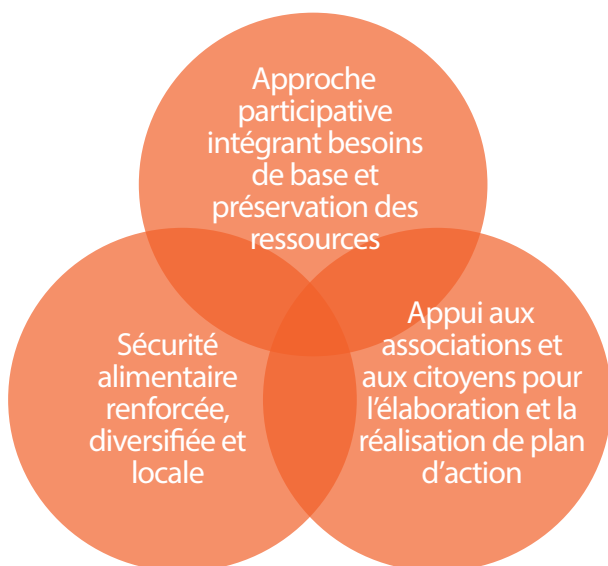 Approche
participative
intégrant besoins
de base et
préservation des
ressources
Sécurité
alimentaire
renforcée,
diversifiée et
locale
Appui aux
associations et
aux citoyens pour
l’élaboration et la
réalisation de plan
d’action